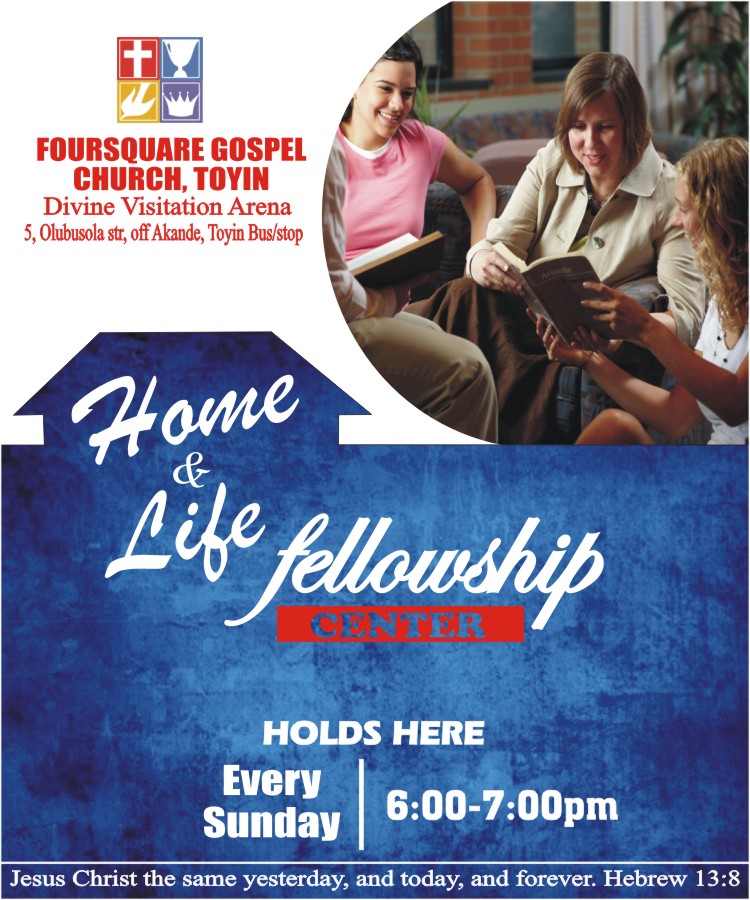 FOURSQUARE GOSPEL
CHURCH, TOYIN
Divine Visitation Arena
5, Olubusola str, off Akande, Toyin Bus/stop
Home
&
Life
fellowship
CENTER
HOLDS HERE
Every
Sunday
6:00-7:00pm
Jesus Christ the same yesterday, and today, and forever. Hebrew 13:8